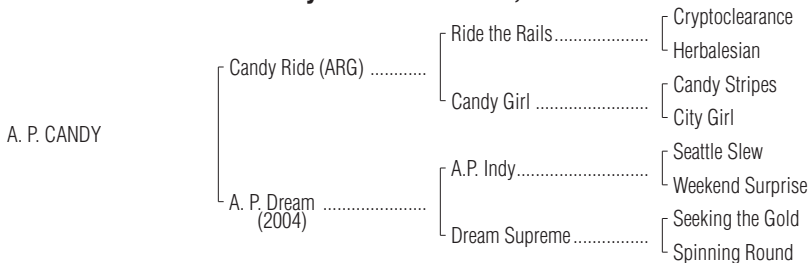 Cryptoclearance
Ride the Rails....................
Herbalesian
Candy Ride (ARG) ............
Candy Stripes
Candy Girl ........................
City Girl
A. P. CANDY
Seattle Slew
A.P. Indy............................
Weekend Surprise
A. P. Dream ......................
(2004)
Seeking the Gold
Dream Supreme................
Spinning Round